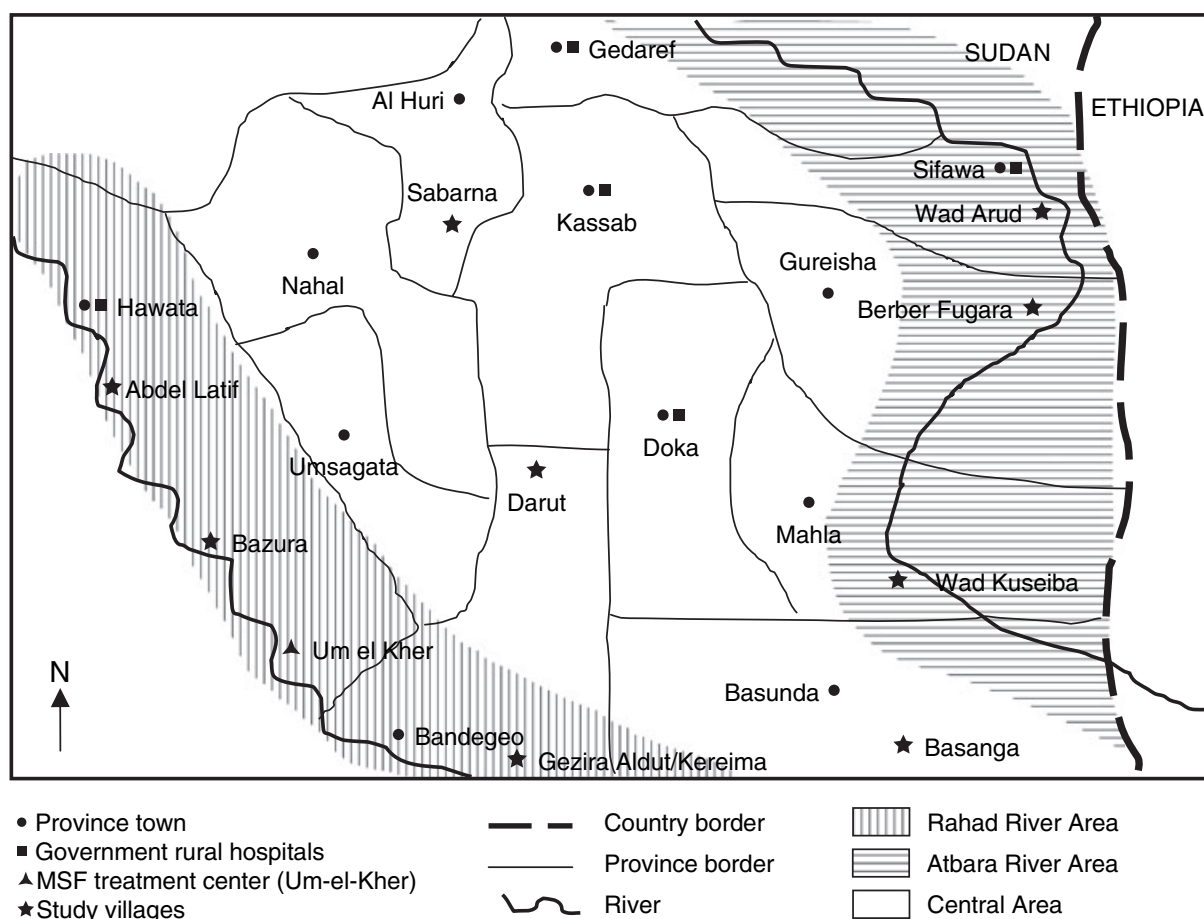 Gedaref
SUDAN
Al Huri
ETHIOPIA
Sifawa
Sabarna
Kassab
Wad Arud
Gureisha
Nahal
Hawata
Berber Fugara
Abdel Latif
Umsagata
Doka
Darut
Mahla
Bazura
Wad Kuseiba
Um el Kher
N
Basunda
Bandegeo
Basanga
Gezira Aldut/Kereima
Province town
Government rural hospitals
MSF treatment center (Um-el-Kher)
Study villages
Country border
Province border
River
Rahad River Area
Atbara River Area
Central Area